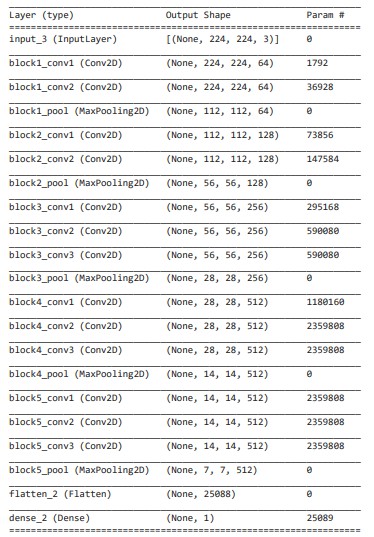 Layer (type) Output Shape Param #
input_3 (InputLayer) [(None, 224, 224, 3)] 0
block1_conv1 (Conv2D) (None, 224, 224, 64) 1792
block1_conv2 (Conv2D) (None, 224, 224, 64) 36928
block1_pool (MaxPooling2D) (None, 112, 112, 64) 0
block2_conv1 (Conv2D) (None, 112, 112, 128) 73856
block2_conv2 (Conv2D) (None, 112, 112, 128) 147584
block2_pool (MaxPooling2D) (None, 56, 56, 128) 0
block3_conv1 (Conv2D) (None, 56, 56, 256) 295168
block3_conv2 (Conv2D) (None, 56, 56, 256) 590080
block3_conv3 (Conv2D) (None, 56, 56, 256) 590080
block3_pool (MaxPooling2D) (None, 28, 28, 256) 0
block4_conv1 (Conv2D) (None, 28, 28, 512) 1180160
block4_conv2 (Conv2D) (None, 28, 28, 512) 2359808
block4_conv3 (Conv2D) (None, 28, 28, 512) 2359808
block4_pool (MaxPooling2D) (None, 14, 14, 512) 0
block5_conv1 (Conv2D) (None, 14, 14, 512) 2359808
block5_conv2 (Conv2D) (None, 14, 14, 512) 2359808
block5_conv3 (Conv2D) (None, 14, 14, 512) 2359808
block5_pool (MaxPooling2D) (None, 7, 7, 512) 0
flatten_2 (Flatten) (None, 25088) 0
dense_2 (Dense) (None, 1) 25089